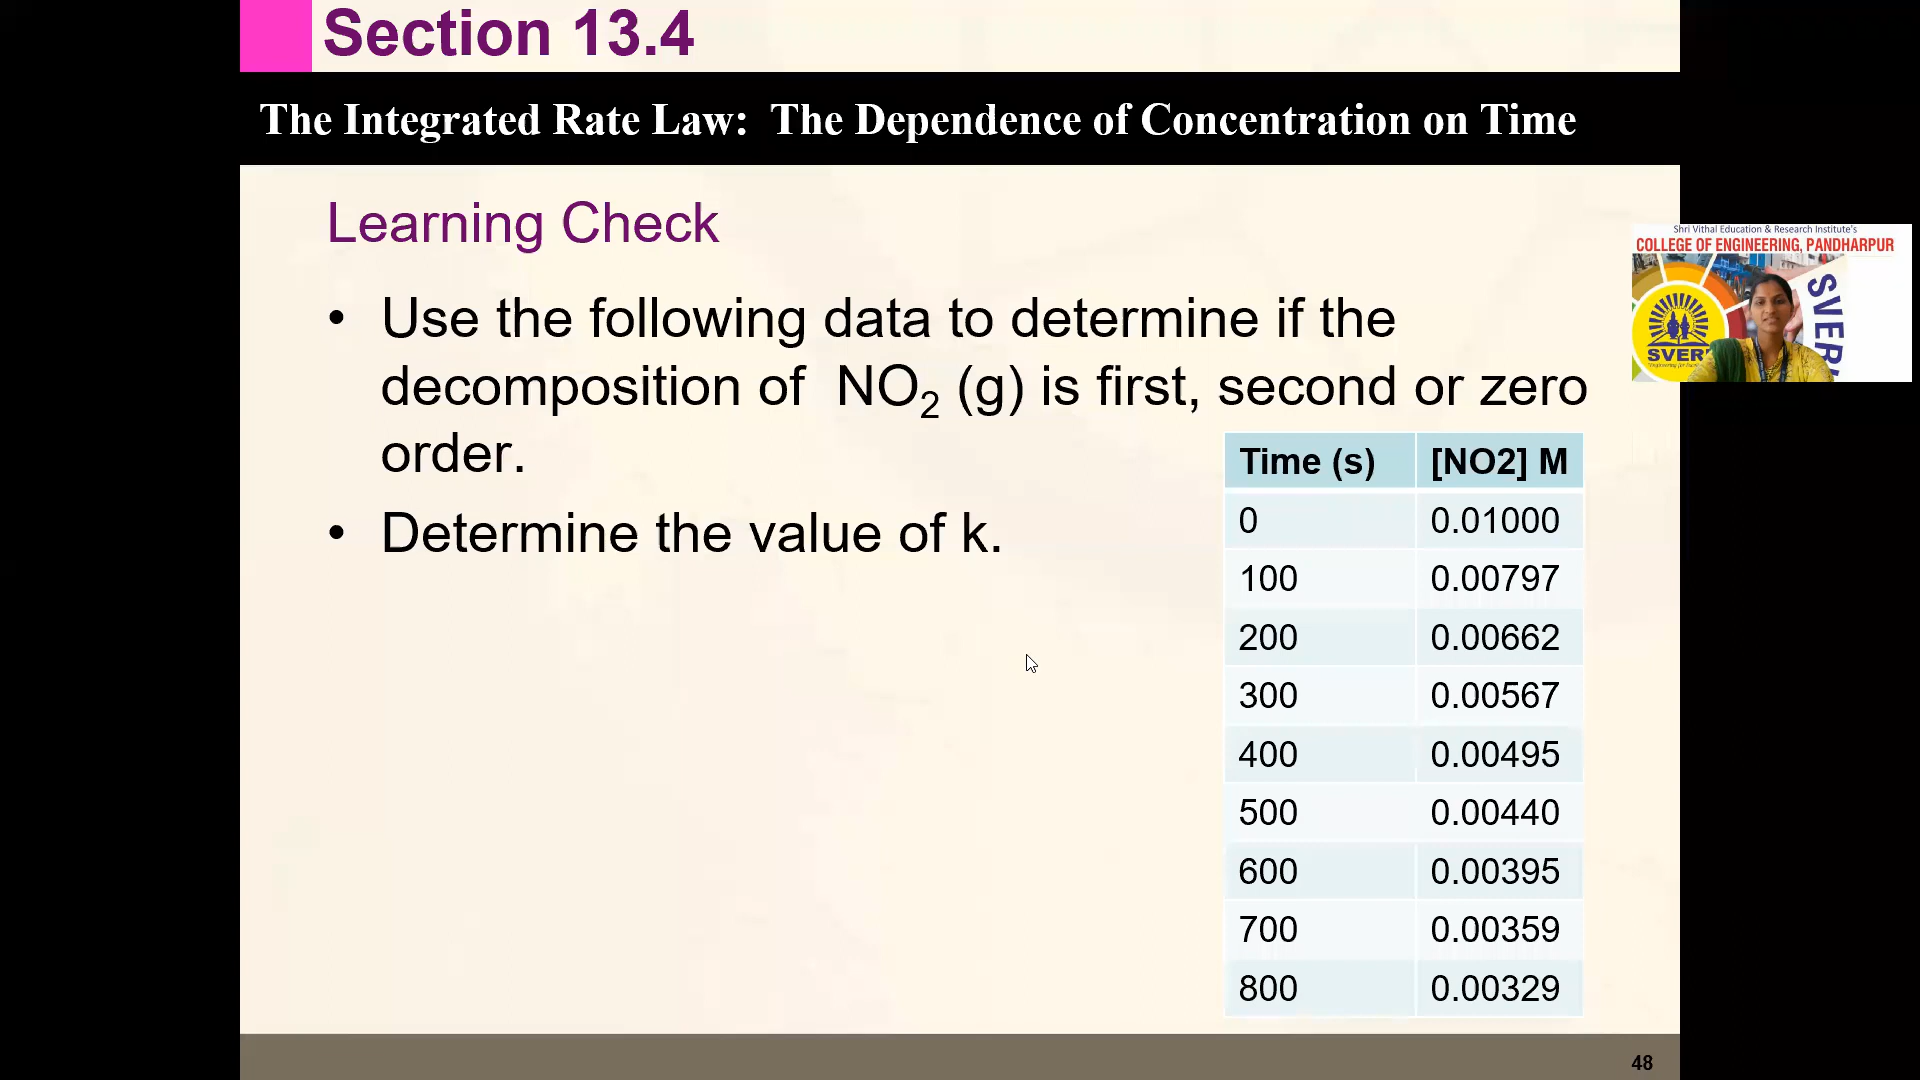 Section 13.4
The Integrated Rate Law: The Dependence of Concentration on Time
Learning Check
• Use the following data to determine if the
decomposition of NO₂ (g) is first, second or zero
order.
• Determine the value of k.
Time (s) [NO2] M
0 0.01000
100 0.00797
200 0.00662
300 0.00567
400 0.00495
500 0.00440
600 0.00395
700 0.00359
800 0.00329
48
Shri Vithal Education & Research Institute's
COLLEGE OF ENGINEERING, PANDHARPUR
SVERI
SVERI